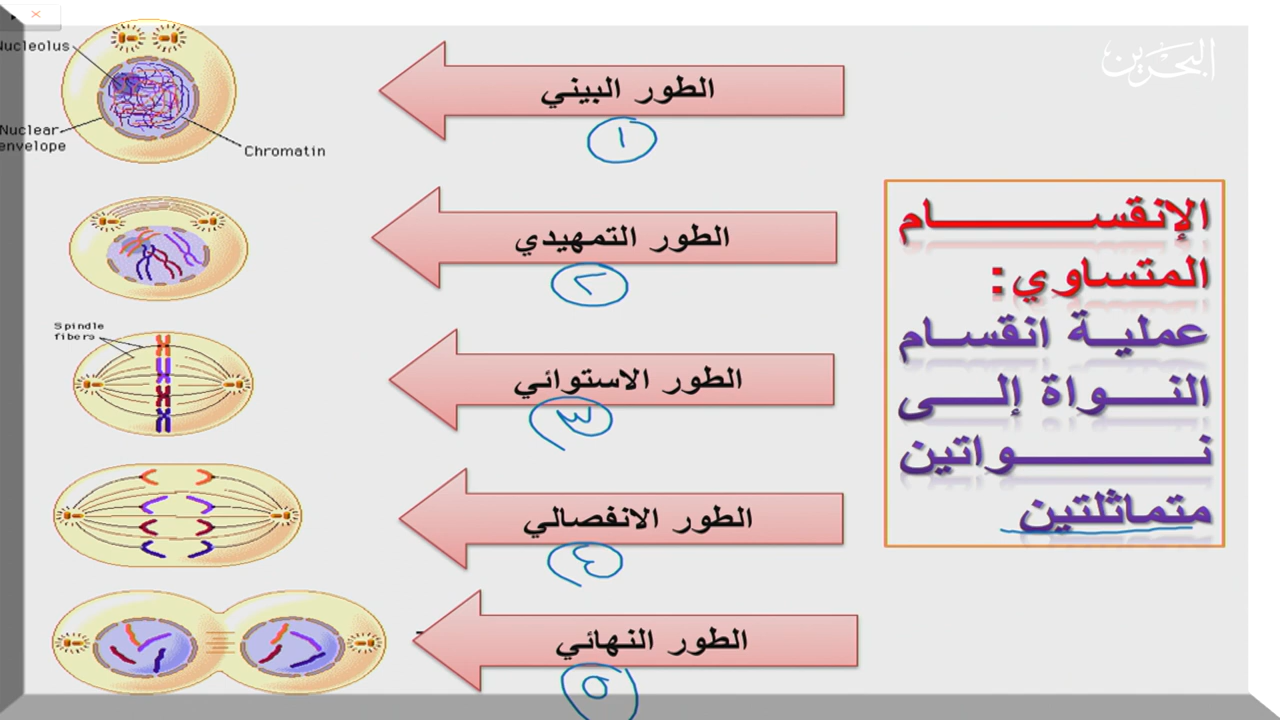 البحرين
الإنقسام
المتساوي:
عملية انقسام
النواة إلى
نواتين
متماثلتين
الطور البيني
١
الطور التمهيدي
٢
الطور الاستوائي
٣
الطور الانفصالي
٤
الطور النهائي
٥
Nucleolus
Nuclear
envelope
Chromatin
Spindle
fibers